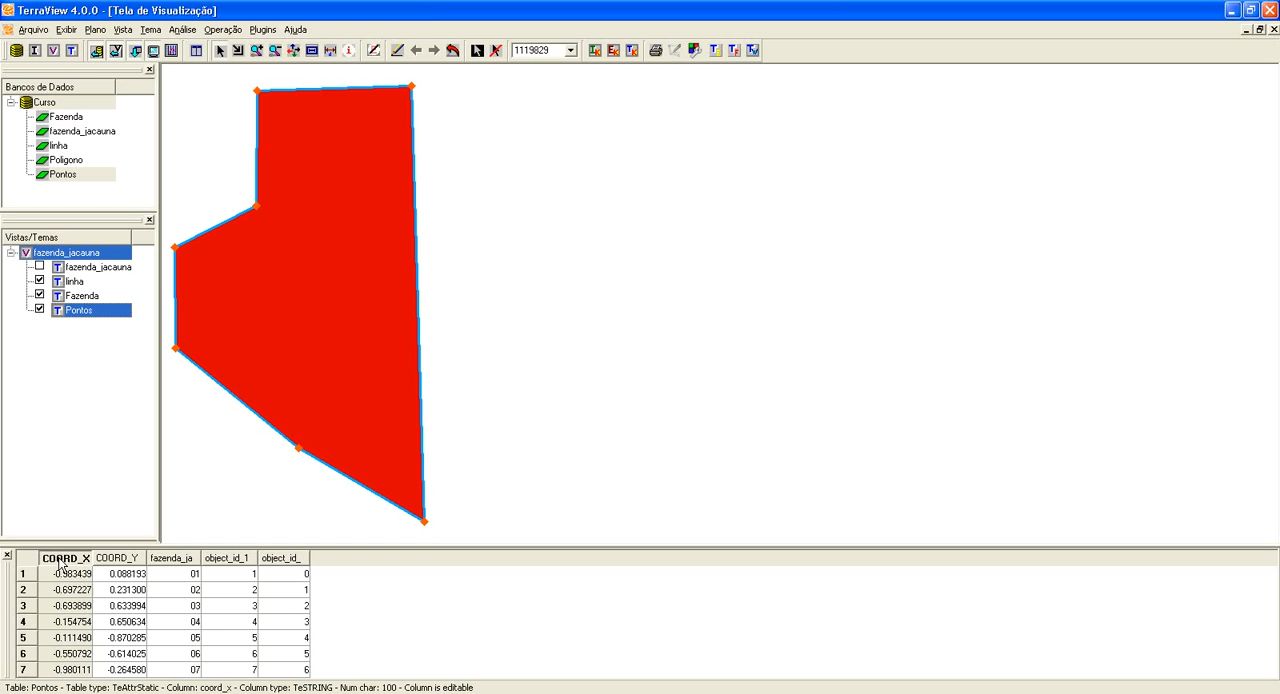 TerraView 4.0.0 - [Tela de Visualização]
Arquivo Exibir Plano Vista Tema Análise Operação Plugins Ajuda
1119829
Bancos de Dados
Curso
Fazenda
fazenda_jacauna
linha
Poligono
Pontos
Vistas/Temas
fazenda_jacauna
fazenda_jacauna
linha
Fazenda
Pontos
COORD_X COORD_Y fazenda_ja object_id_1 object_id_
1 -0.983439 0.088193 01 1 0
2 -0.697227 0.231300 02 2 1
3 -0.693899 0.633994 03 3 2
4 -0.154754 0.650634 04 4 3
5 -0.111490 -0.870285 05 5 4
6 -0.550792 -0.614025 06 6 5
7 -0.980111 -0.264580 07 7 6
Table: Pontos - Table type: TeAttrStatic - Column: coord_x - Column type: TeSTRING - Num char: 100 - Column is editable